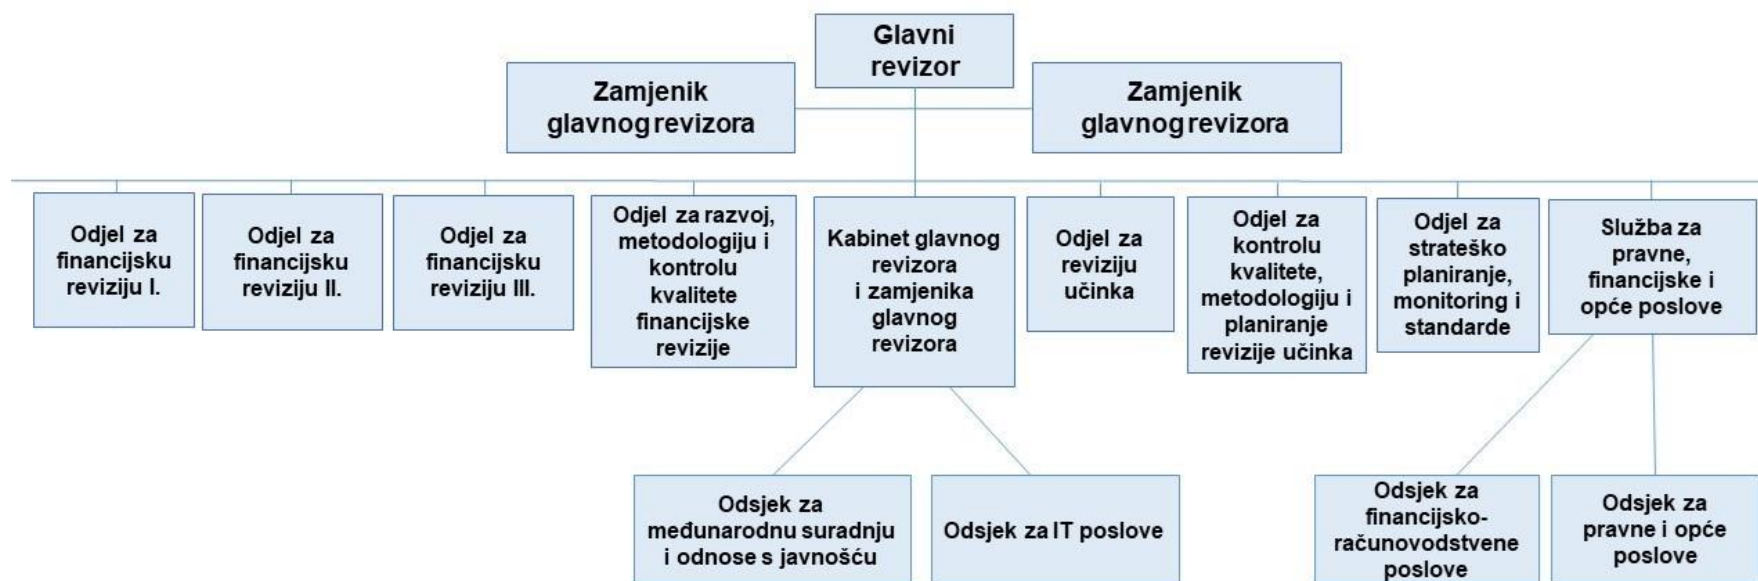 Glavni
revizor
Zamjenik
glavnog revizora
Zamjenik
glavnog revizora
Odjel za
financijsku
reviziju I.
Odjel za
financijsku
reviziju II.
Odjel za
financijsku
reviziju III.
Odjel za razvoj,
metodologiju i
kontrolu
kvalitete
financijske
revizije
Kabinet glavnog
revizora
i zamjenika
glavnog
revizora
Odjel za
reviziju
učinka
Odjel za
kontrolu
kvalitete,
metodologiju i
planiranje
revizije učinka
Odjel za
strateško
planiranje,
monitoring i
standarde
Služba za
pravne,
financijske i
opće poslove
Odsjek za
međunarodnu suradnju
i odnose s javnošću
Odsjek za IT poslove
Odsjek za
financijsko-
računovodstvene
poslove
Odsjek za
pravne i opće
poslove